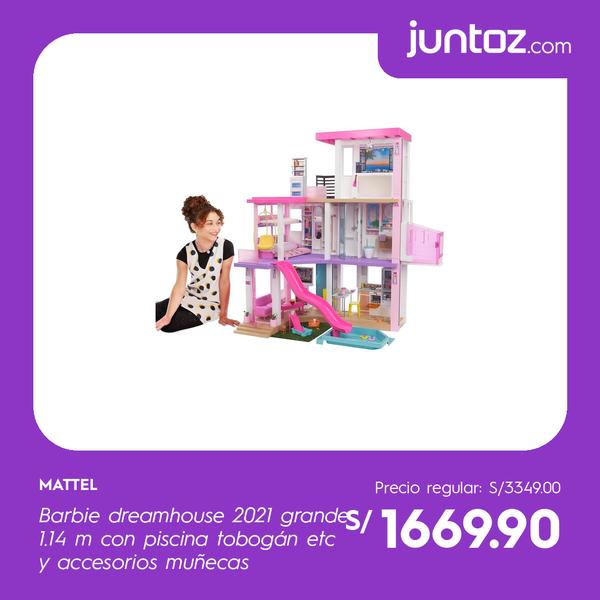 juntoz.com
MATTEL
Barbie dreamhouse 2021 grande
1.14 m con piscina tobogán etc
y accesorios muñecas
Precio regular: S/3349.00
S/ 1669.90